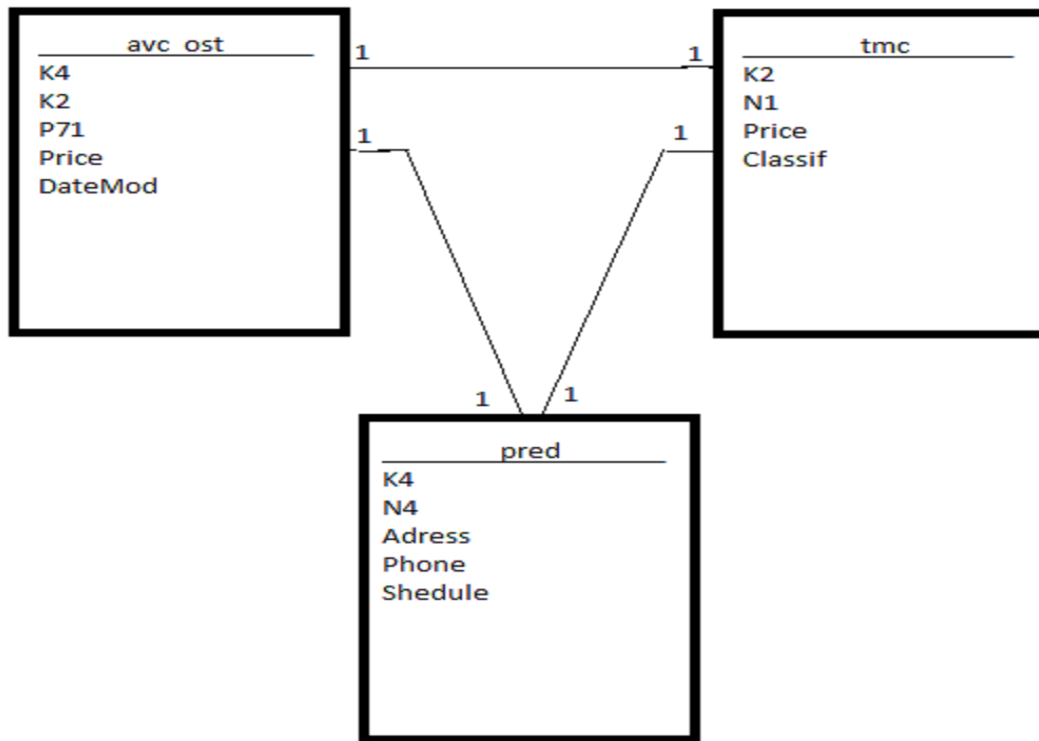 avc_ost
K4
K2
P71
Price
DateMod
1
1
1
1
tmc
K2
N1
Price
Classif
1
1
pred
K4
N4
Adress
Phone
Shedule